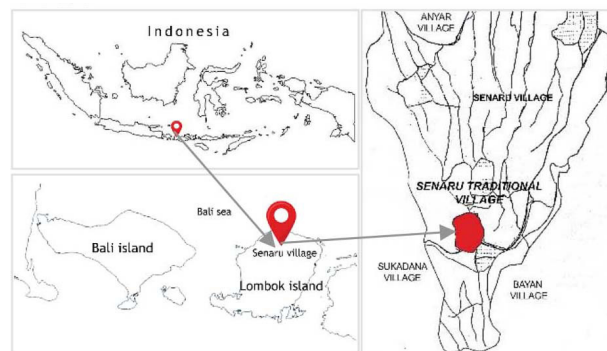 Indonesia
Bali sea
Bali island
Senaru village
Lombok island
ANYAR
VILLAGE
SENARU VILLAGE
SENARU TRADITIONAL
VILLAGE
SUKADANA
VILLAGE
BAYAN
VILLAGE